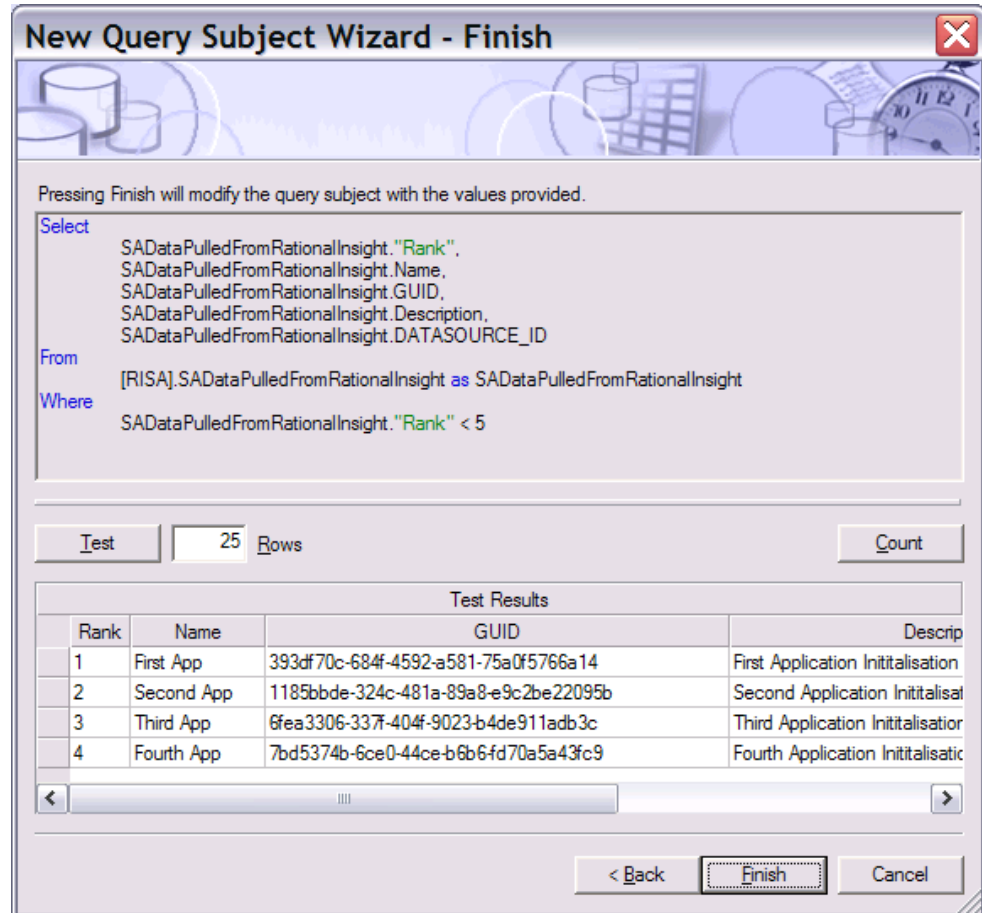 New Query Subject Wizard - Finish
Pressing Finish will modify the query subject with the values provided.
Select
SADataPulledFromRationalInsight."Rank",
SADataPulledFromRationalInsight.Name,
SADataPulledFromRationalInsight.GUID,
SADataPulledFromRationalInsight.Description,
SADataPulledFromRationalInsight.DATASOURCE_ID
From
[RISA].SADataPulledFromRationalInsight as SADataPulledFromRationalInsight
Where
SADataPulledFromRationalInsight."Rank" < 5
Test 25 Rows Count
Test Results
Rank Name GUID Descrip
1 First App 393df70c-684f-4592-a581-75a0f5766a14 First Application Inititalisation
2 Second App 1185bbde-324c-481a-89a8-e9c2be22095b Second Application Inititalisat
3 Third App 6fea3306-337f-404f-9023-b4de911adb3c Third Application Inititalisation
4 Fourth App 7bd5374b-6ce0-44ce-b6b6-fd70a5a43fc9 Fourth Application Inititalisatio
< Back Finish Cancel